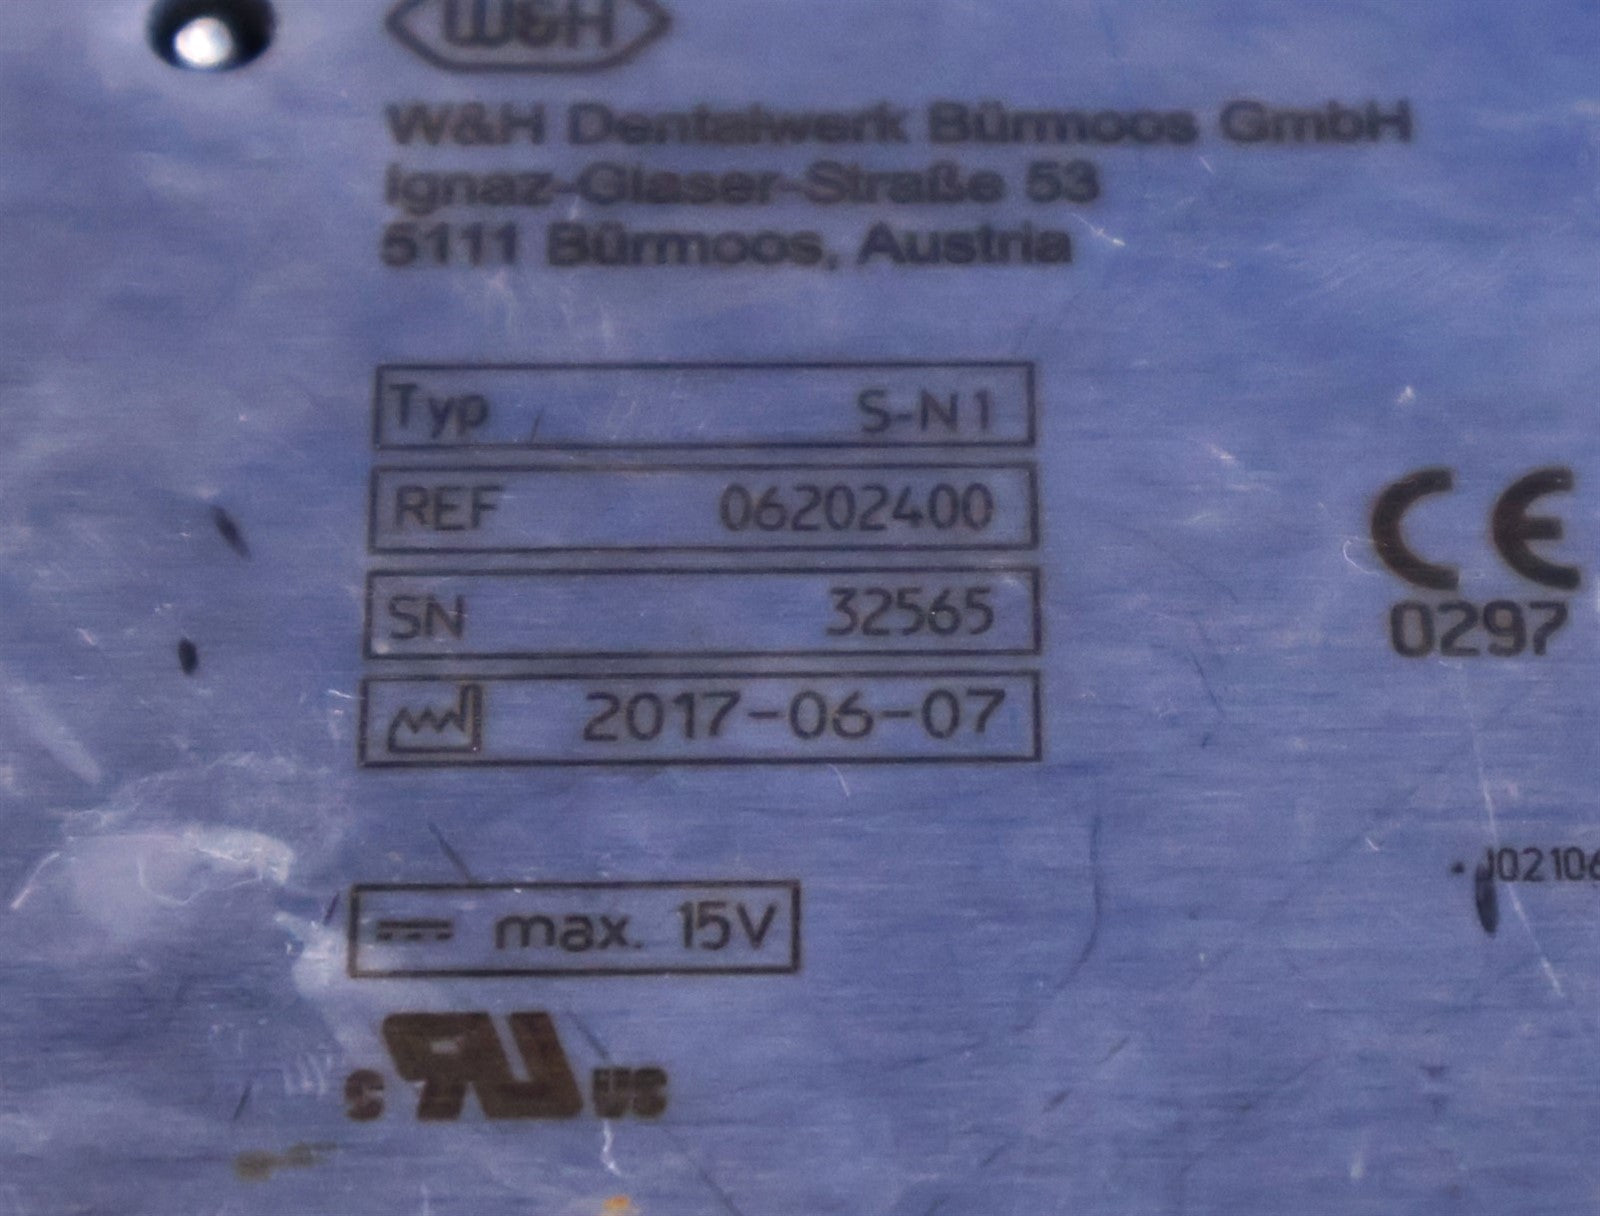 W&H
W&H Dentalwerk Bürmoos GmbH
Ignaz-Glaser-Straße 53
5111 Bürmoos, Austria
Typ S-N1
REF 06202400
SN 32565
2017-06-07
CE
0297
max. 15V
c RU us